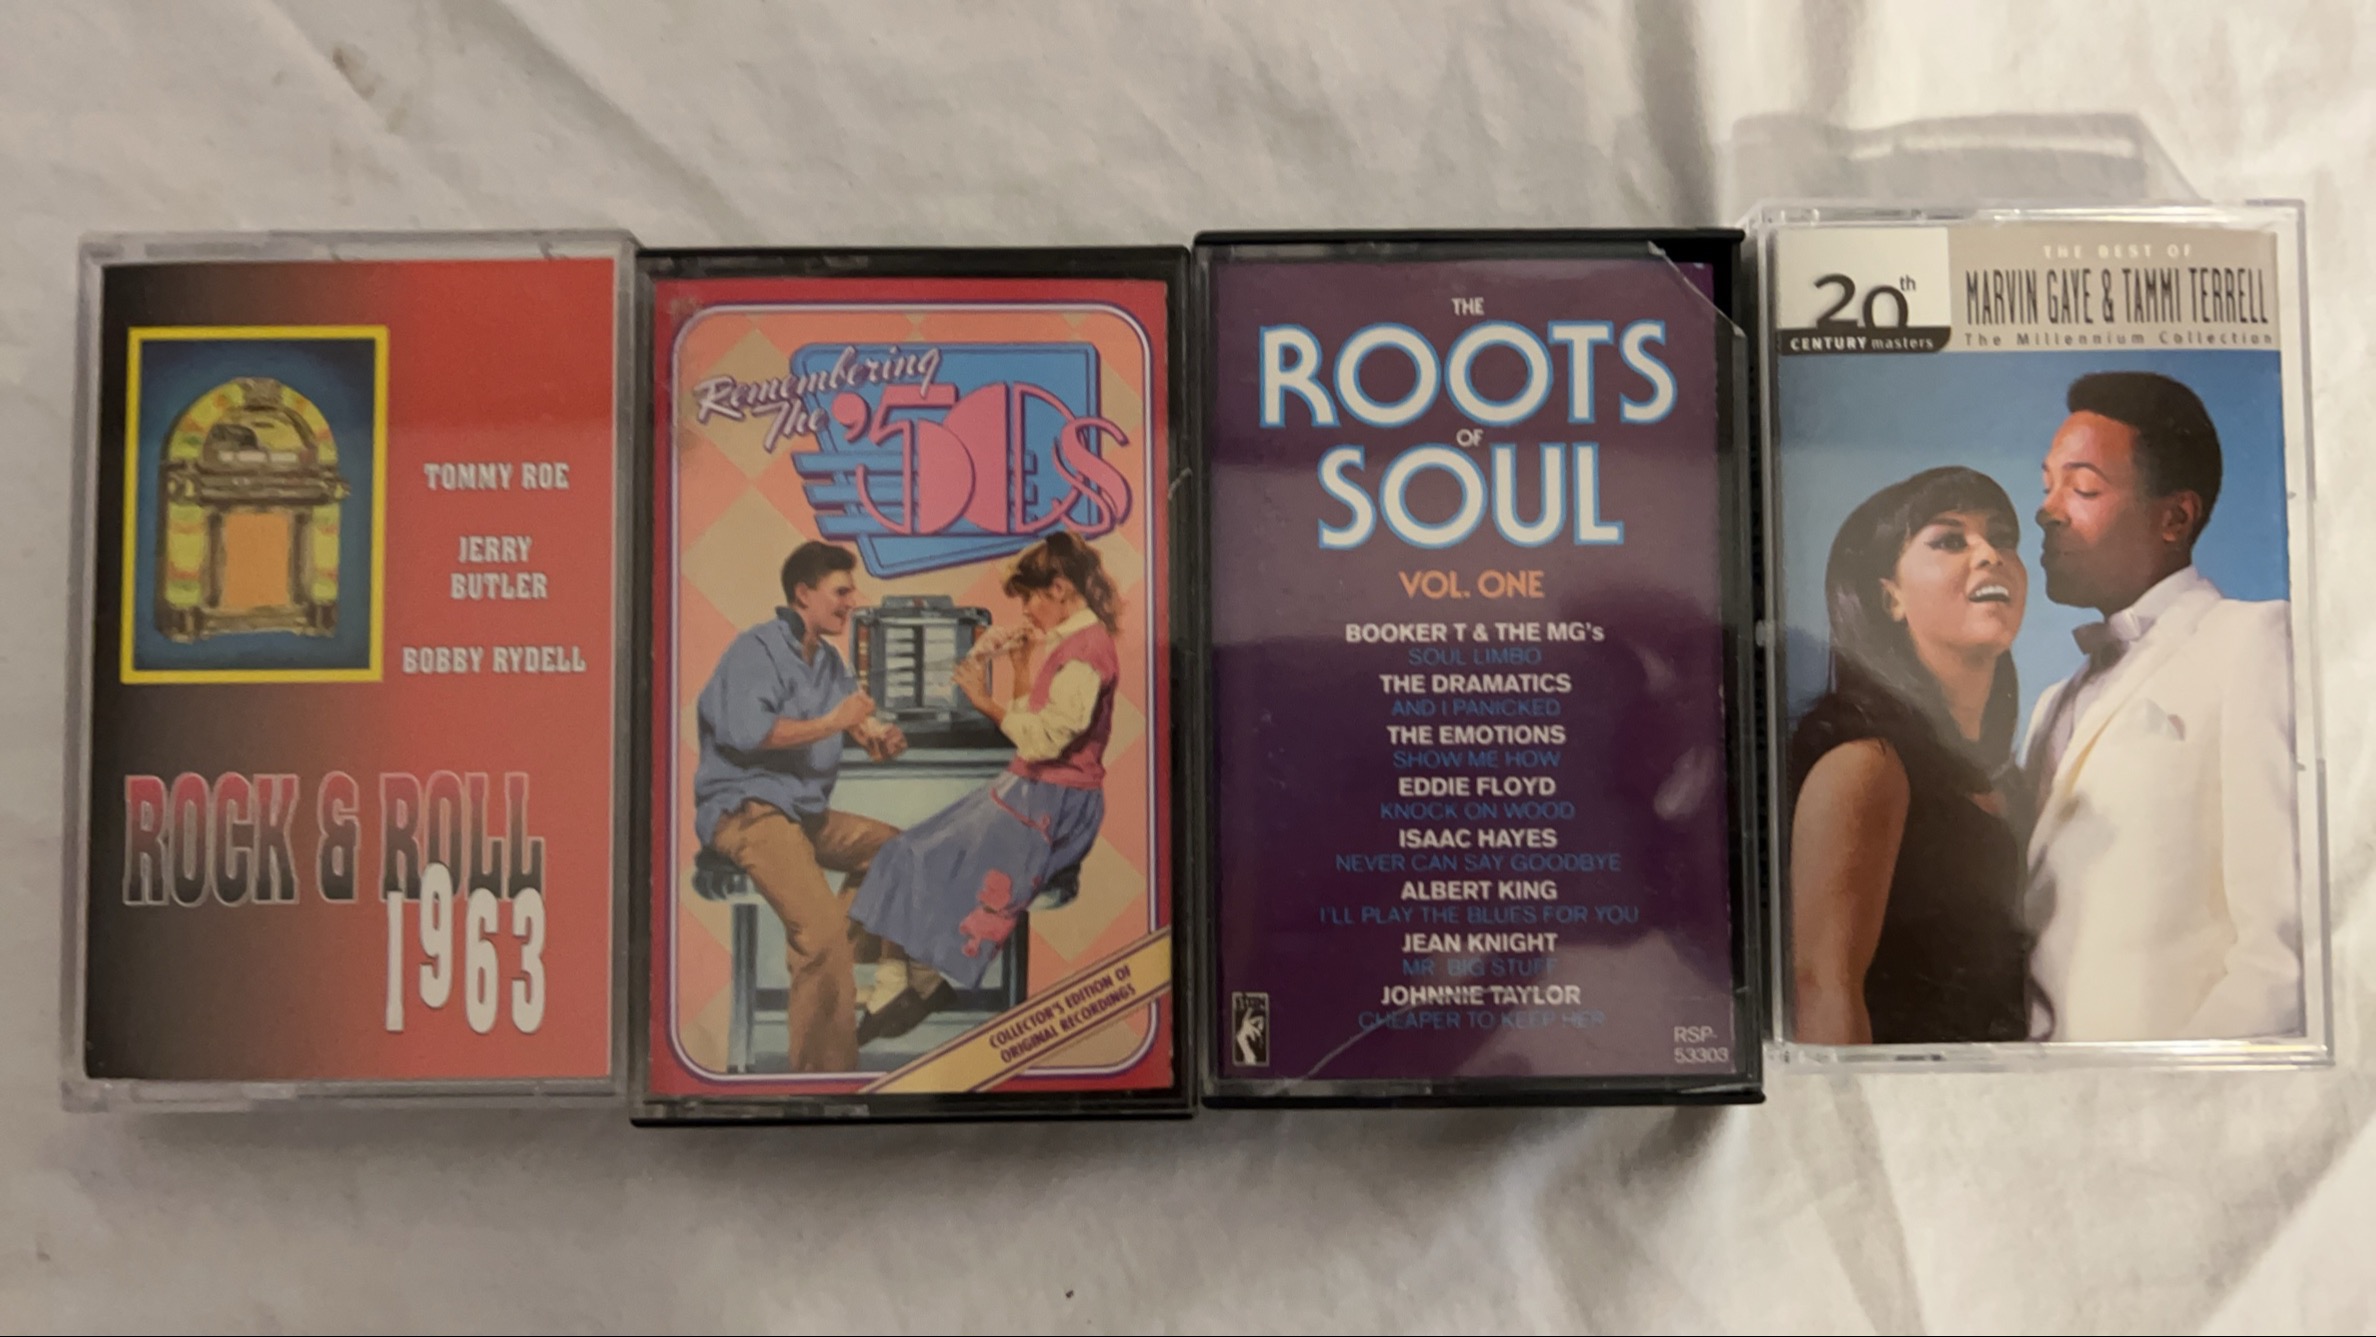 TOMMY ROE
JERRY
BUTLER
BOBBY RYDELL
ROCK & ROLL
1963
Remembering
The '50s
COLLECTOR'S EDITION OF
ORIGINAL RECORDINGS
THE
ROOTS
OF
SOUL
VOL. ONE
BOOKER T & THE MG's
SOUL LIMBO
THE DRAMATICS
AND I PANICKED
THE EMOTIONS
SHOW ME HOW
EDDIE FLOYD
KNOCK ON WOOD
ISAAC HAYES
NEVER CAN SAY GOODBYE
ALBERT KING
I'LL PLAY THE BLUES FOR YOU
JEAN KNIGHT
MR. BIG STUFF
JOHNNIE TAYLOR
CHEAPER TO KEEP HER
RSP-
53303
20th
CENTURY masters
THE BEST OF
MARVIN GAYE & TAMMI TERRELL
The Millennium Collection